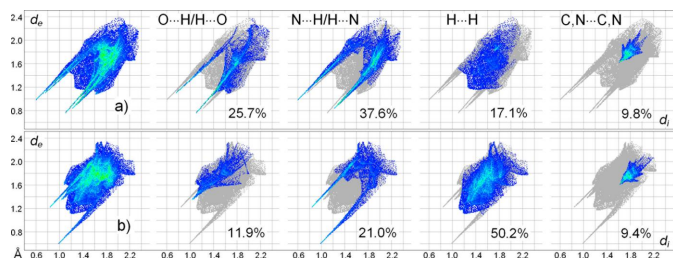 O···H/H···O N···H/H···N H···H C,N···C,N
2.4 dₑ
2.0
1.6
1.2
0.8 a) 25.7% 37.6% 17.1% 9.8% dᵢ
2.4 dₑ
2.0
1.6
1.2
0.8 b) 11.9% 21.0% 50.2% 9.4% dᵢ
Å 0.6 1.0 1.4 1.8 2.2 0.6 1.0 1.4 1.8 2.2 0.6 1.0 1.4 1.8 2.2 0.6 1.0 1.4 1.8 2.2 0.6 1.0 1.4 1.8 2.2